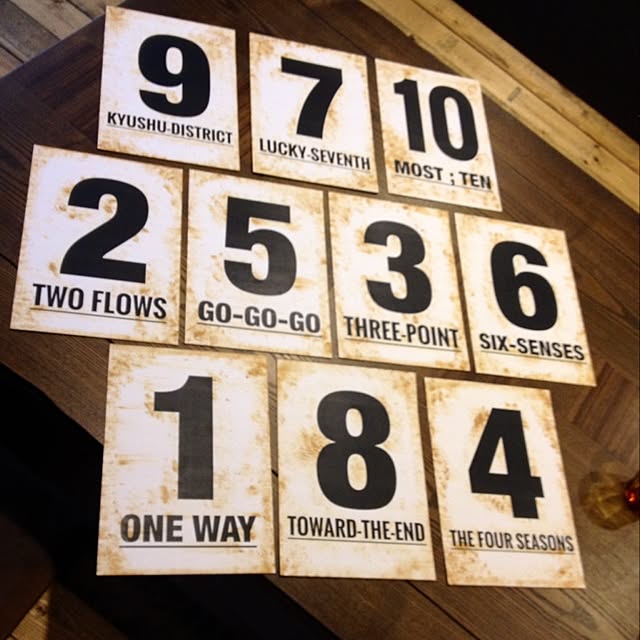 9
KYUSHU-DISTRICT
7
LUCKY-SEVENTH
10
MOST ; TEN
2
TWO FLOWS
5
GO-GO-GO
3
THREE-POINT
6
SIX-SENSES
1
ONE WAY
8
TOWARD-THE-END
4
THE FOUR SEASONS